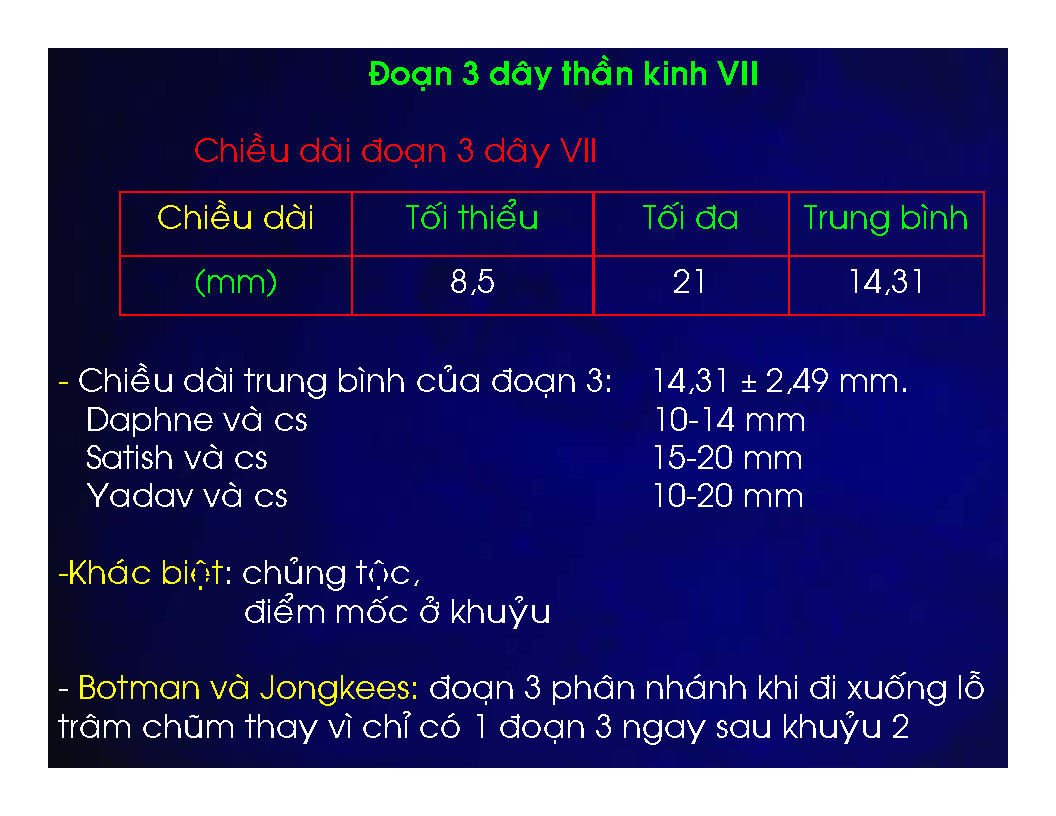 Đoạn 3 dây thần kinh VII
Chiều dài đoạn 3 dây VII
Chiều dài Tối thiểu Tối đa Trung bình
(mm) 8,5 21 14,31
- Chiều dài trung bình của đoạn 3: 14,31 ± 2,49 mm.
Daphne và cs 10-14 mm
Satish và cs 15-20 mm
Yadav và cs 10-20 mm
-Khác biệt: chủng tộc,
điểm mốc ở khuỷu
- Botman và Jongkees: đoạn 3 phân nhánh khi đi xuống lỗ
trâm chũm thay vì chỉ có 1 đoạn 3 ngay sau khuỷu 2